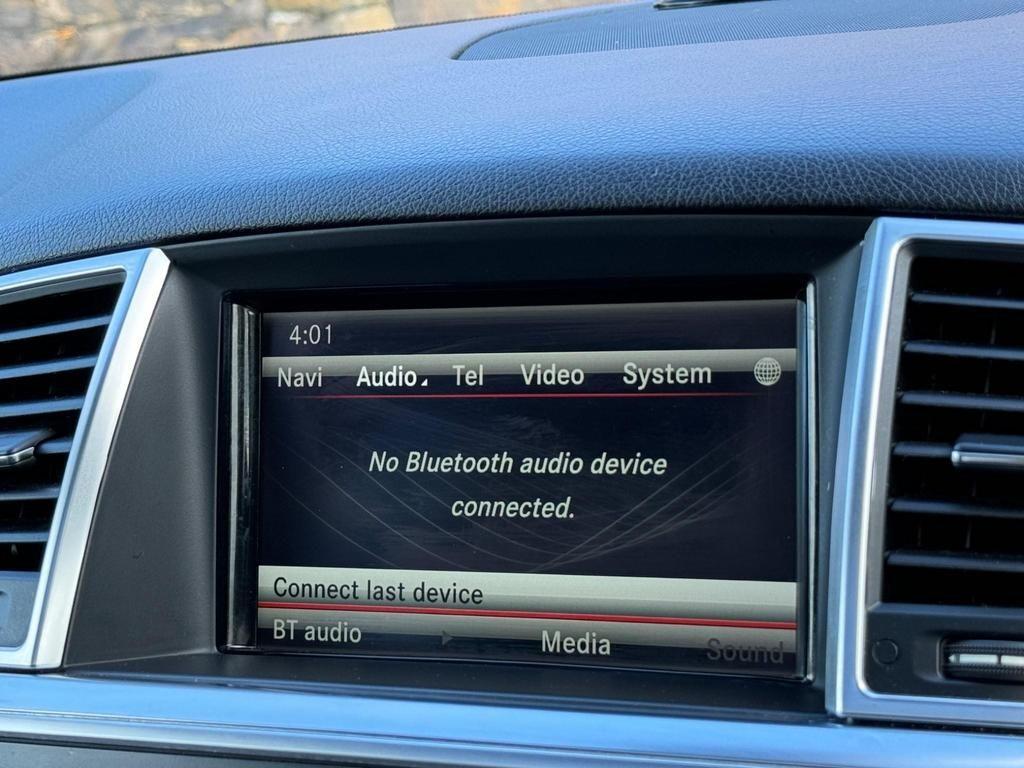 4:01
Navi Audio Tel Video System
No Bluetooth audio device
connected.
Connect last device
BT audio Media Sound